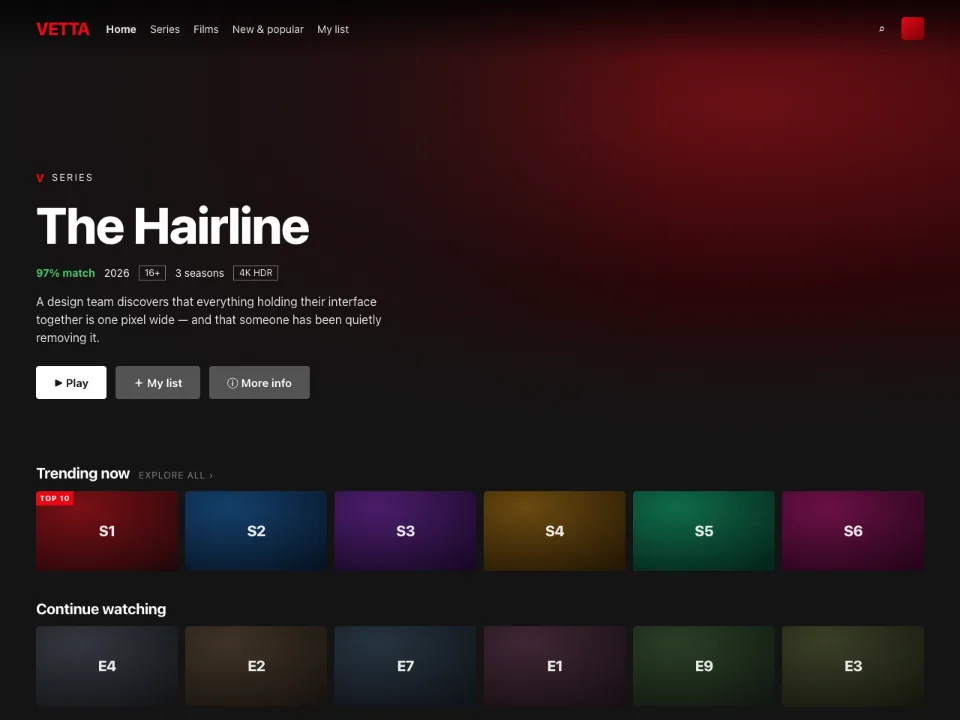 VETTA Home Series Films New & popular My list
V SERIES
The Hairline
97% match 2026 16+ 3 seasons 4K HDR
A design team discovers that everything holding their interface
together is one pixel wide — and that someone has been quietly
removing it.
▶ Play + My list ⓘ More info
Trending now EXPLORE ALL ›
TOP 10
S1 S2 S3 S4 S5 S6
Continue watching
E4 E2 E7 E1 E9 E3